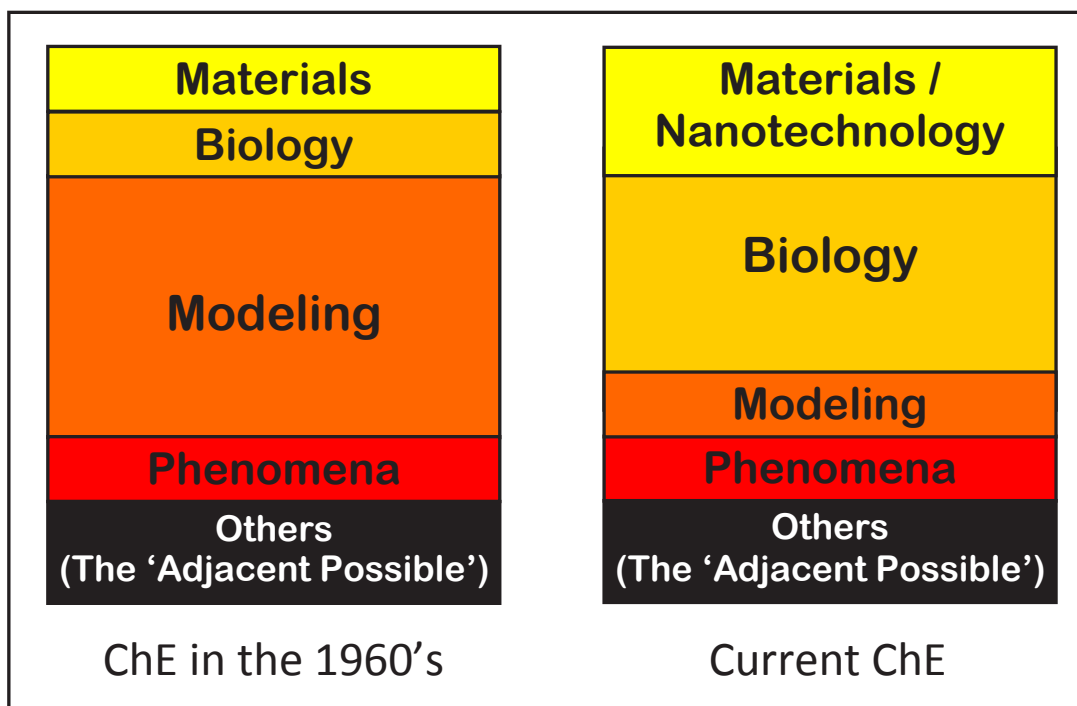 Materials
Biology
Modeling
Phenomena
Others
(The ‘Adjacent Possible’)
ChE in the 1960’s
Materials /
Nanotechnology
Biology
Modeling
Phenomena
Others
(The ‘Adjacent Possible’)
Current ChE